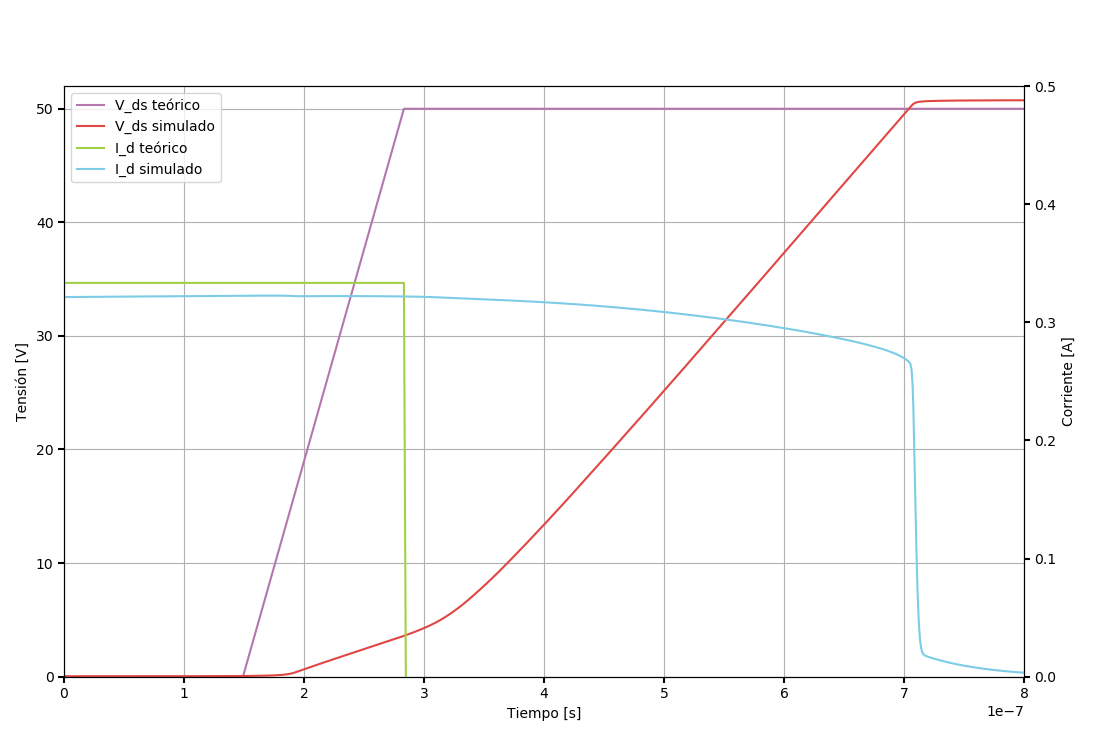 V_ds teórico
V_ds simulado
I_d teórico
I_d simulado
50
40
30
20
10
0
Tensión [V]
0.5
0.4
0.3
0.2
0.1
0.0
Corriente [A]
0 1 2 3 4 5 6 7 8
Tiempo [s]
1e−7